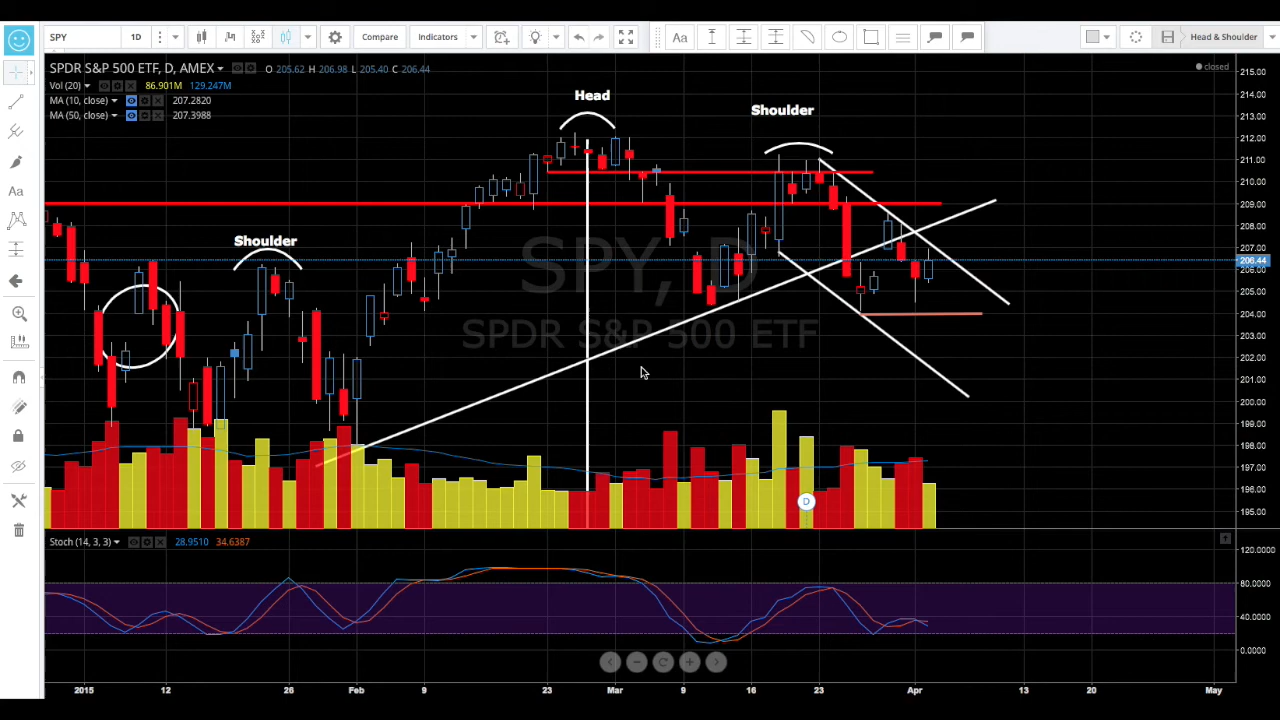 SPY
1D
Compare
Indicators
Aa
Head & Shoulder
SPDR S&P 500 ETF, D, AMEX
O 205.62 H 206.98 L 205.40 C 206.44
closed
Vol (20)
86.901M
129.247M
MA (10, close)
207.2820
MA (50, close)
207.3988
Aa
Head
Shoulder
Shoulder
SPY, D
SPDR S&P 500 ETF
215.00
214.00
213.00
212.00
211.00
210.00
209.00
208.00
207.00
206.44
206.00
205.00
204.00
203.00
202.00
201.00
200.00
199.00
198.00
197.00
196.00
195.00
D
Stoch (14, 3, 3)
28.9510
34.6387
120.0000
80.0000
40.0000
0.0000
2015
12
26
Feb
9
23
Mar
9
16
23
Apr
13
20
May